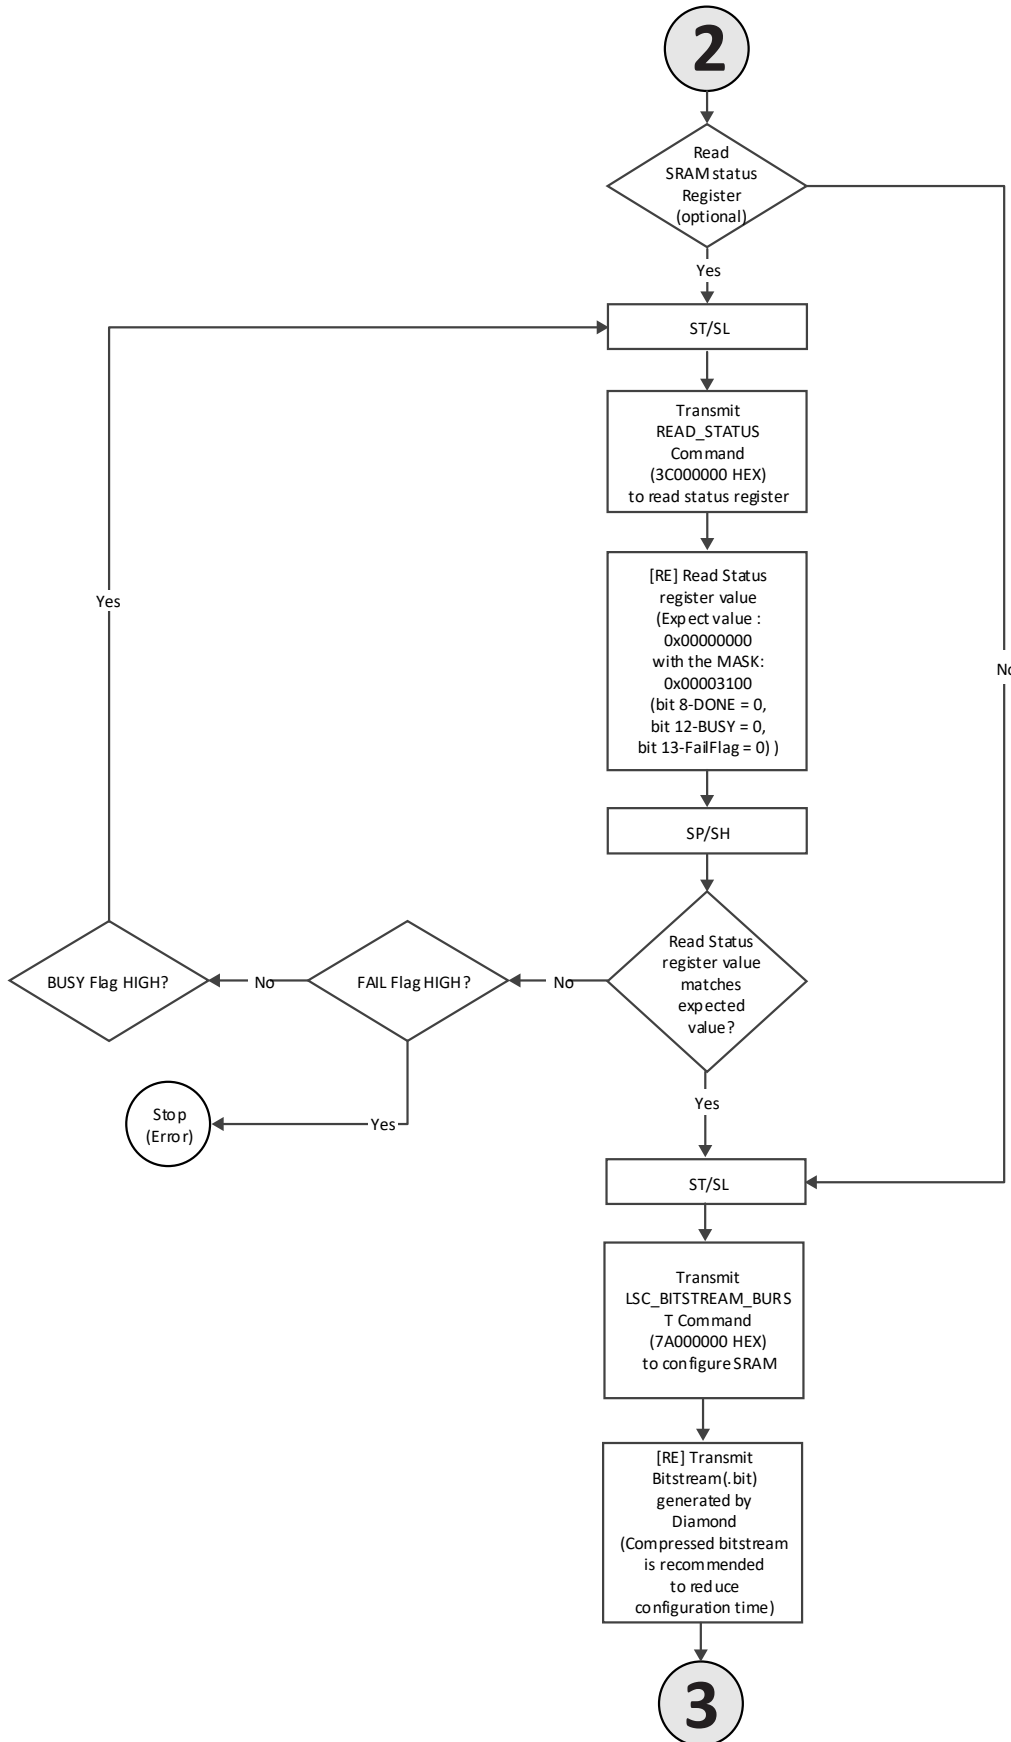 2
Read
SRAM status
Register
(optional)
Yes
ST/SL
Transmit
READ_STATUS
Command
(3C000000 HEX)
to read status register
[RE] Read Status
register value
(Expect value :
0x00000000
with the MASK:
0x00003100
(bit 8-DONE = 0,
bit 12-BUSY = 0,
bit 13-FailFlag = 0) )
Yes
SP/SH
Read Status
register value
matches
expected
value?
No
FAIL Flag HIGH?
No
BUSY Flag HIGH?
Yes
Stop
(Error)
Yes
ST/SL
Transmit
LSC_BITSTREAM_BURS
T Command
(7A000000 HEX)
to configure SRAM
[RE] Transmit
Bitstream(.bit)
generated by
Diamond
(Compressed bitstream
is recommended
to reduce
configuration time)
3